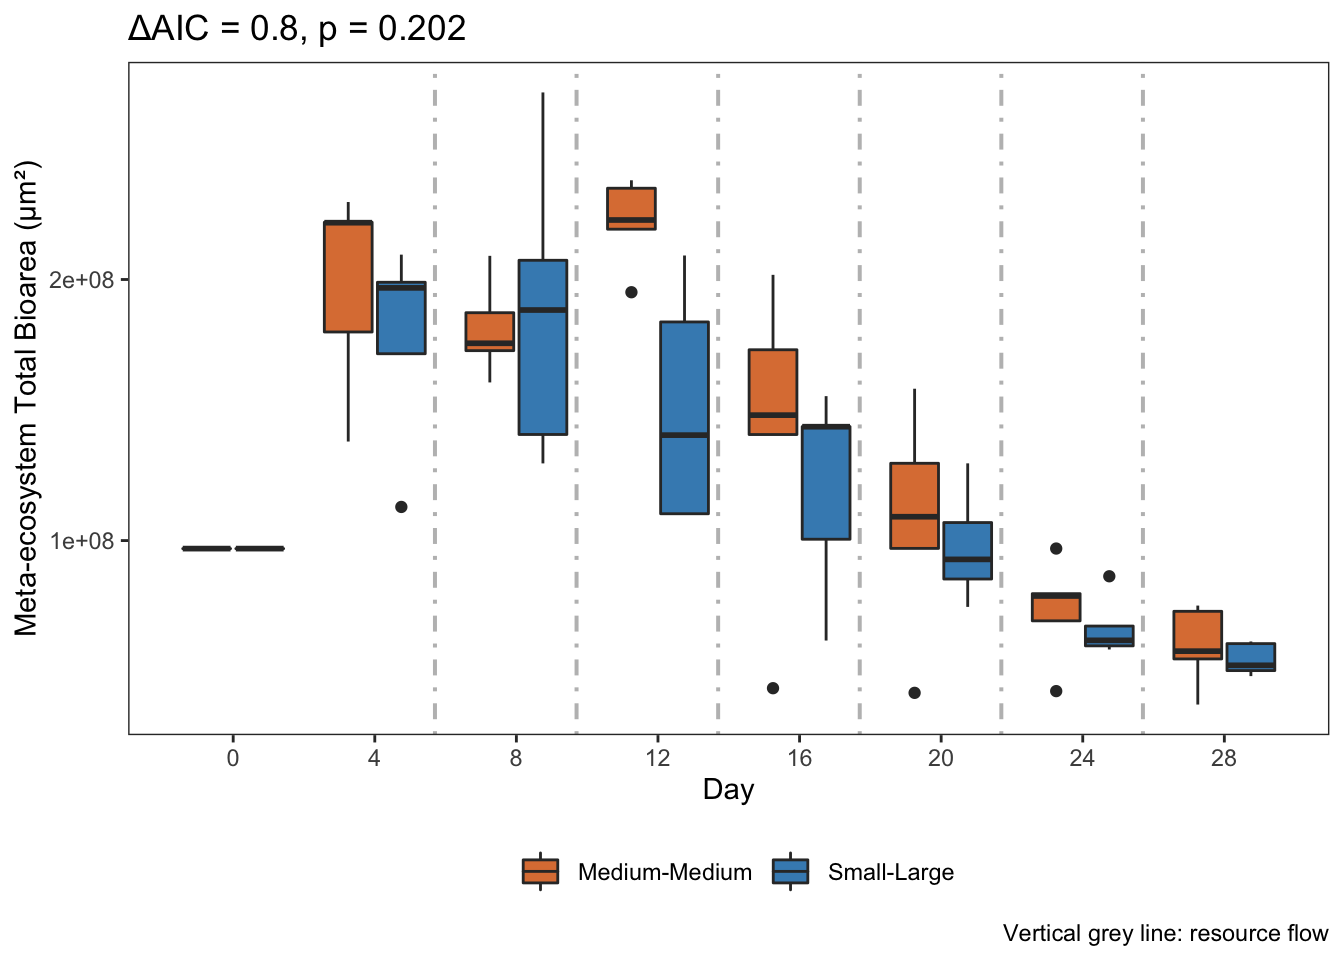 ΔAIC = 0.8, p = 0.202
Meta-ecosystem Total Bioarea (μm²)
2e+08
1e+08
0 4 8 12 16 20 24 28
Day
Medium-Medium Small-Large
Vertical grey line: resource flow